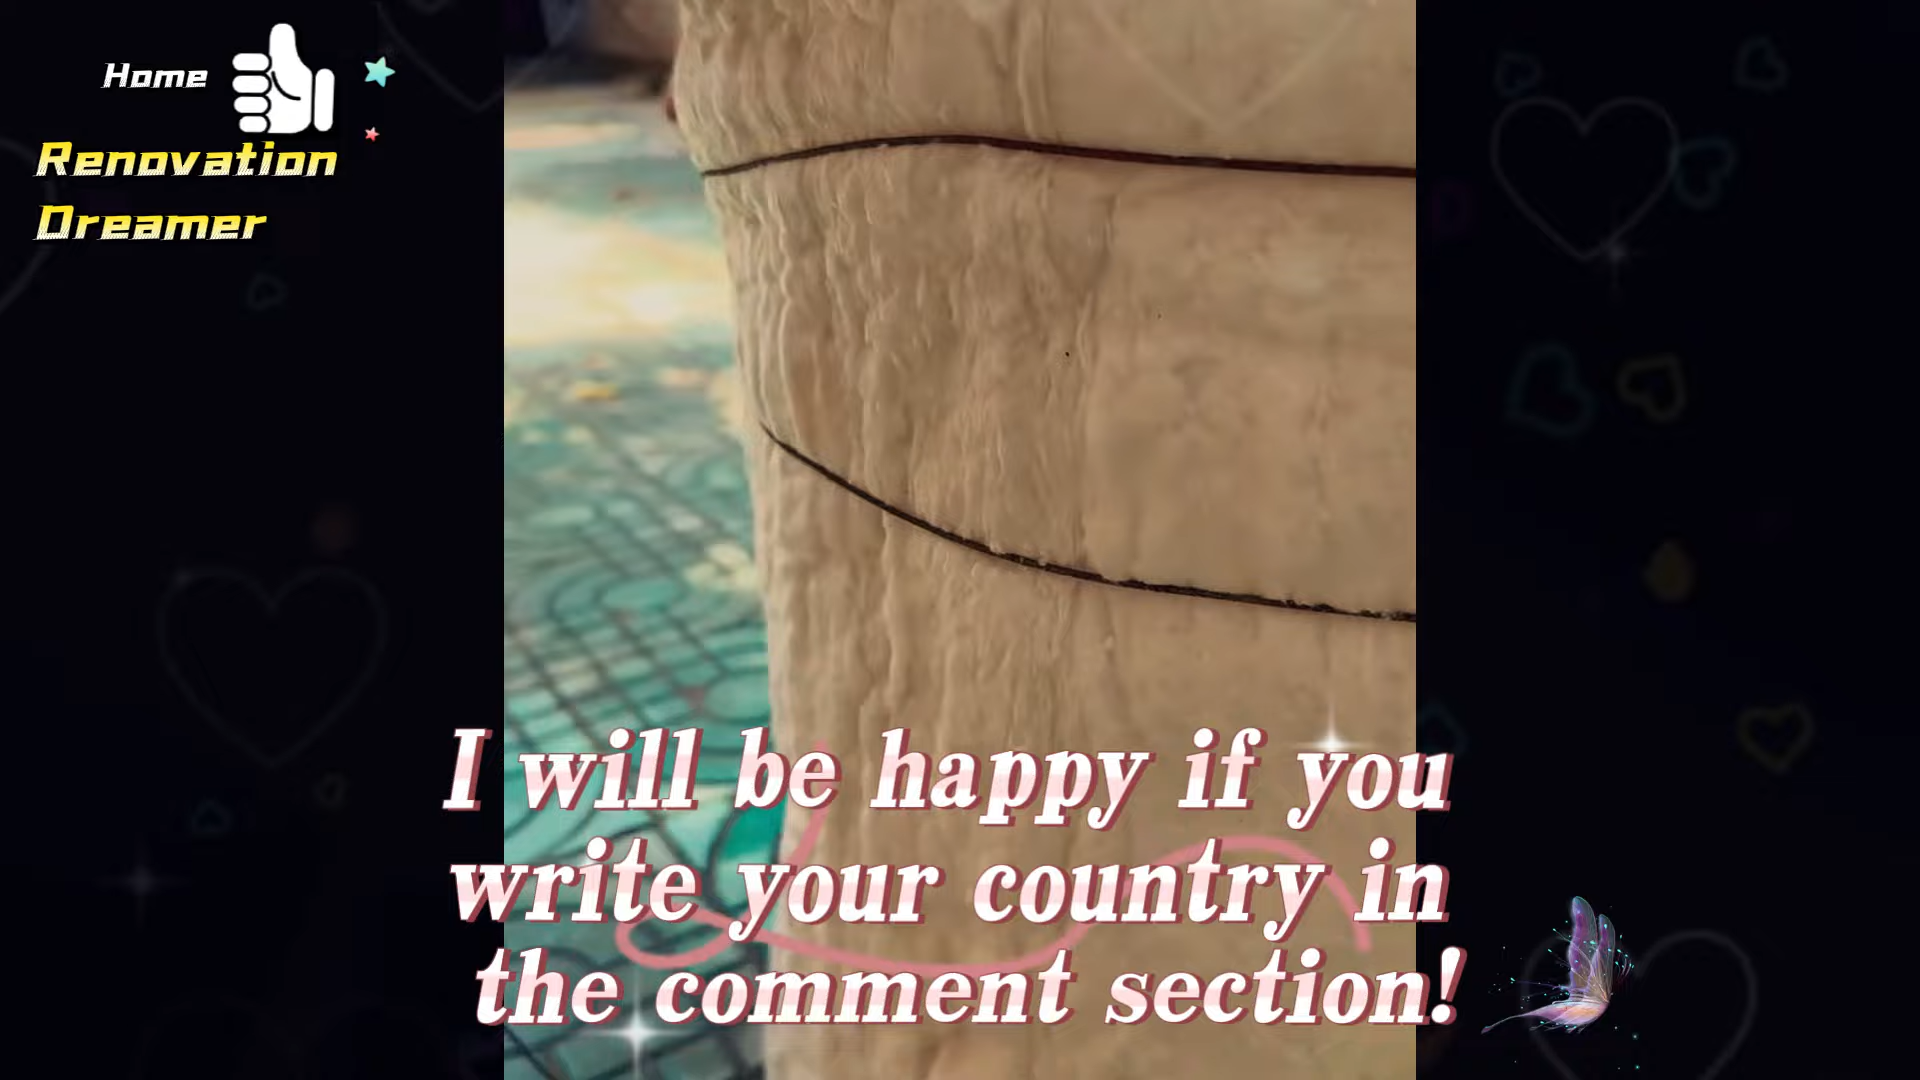 Home
Renovation
Dreamer
I will be happy if you
write your country in
the comment section!